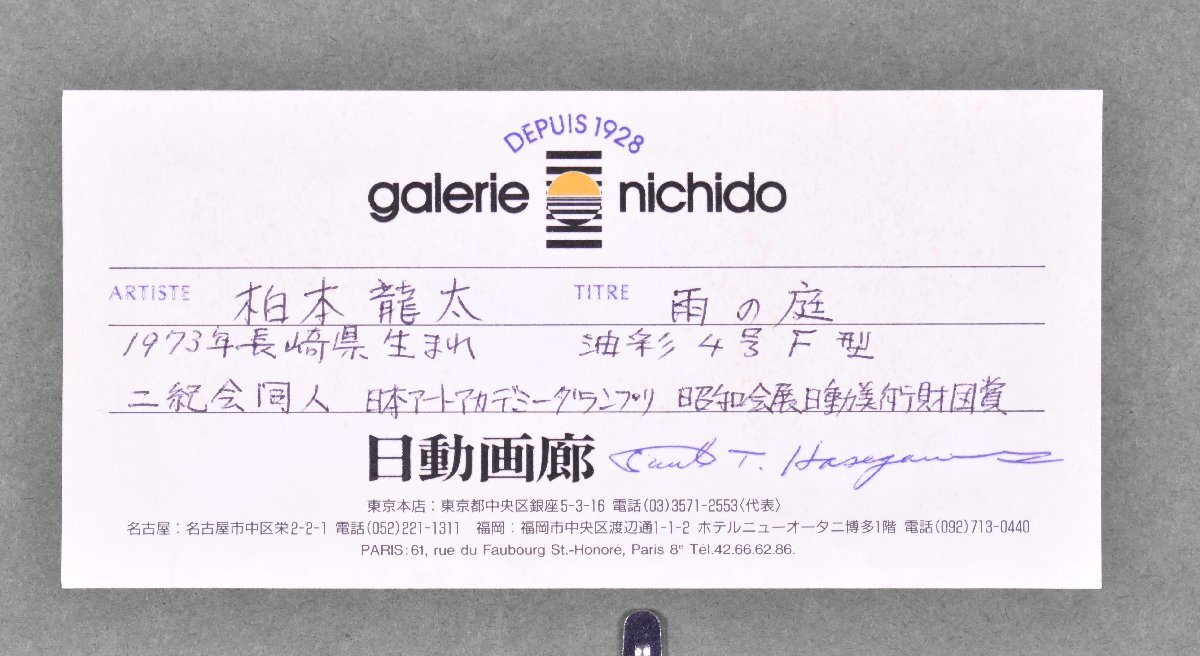 DEPUIS 1928
galerie nichido
ARTISTE 柏本龍太 TITRE 雨の庭
1973年長崎県生まれ 油彩 4号 F型
二紀会同人 日本アートアカデミーグランプリ 昭和会展日動美術財団賞
日動画廊 T. Hasegawa
東京本店：東京都中央区銀座5-3-16 電話(03)3571-2553〈代表〉
名古屋：名古屋市中区栄2-2-1 電話(052)221-1311 福岡：福岡市中央区渡辺通1-1-2 ホテルニューオータニ博多1階 電話(092)713-0440
PARIS: 61, rue du Faubourg St.-Honoré, Paris 8ᵉ Tél.42.66.62.86.